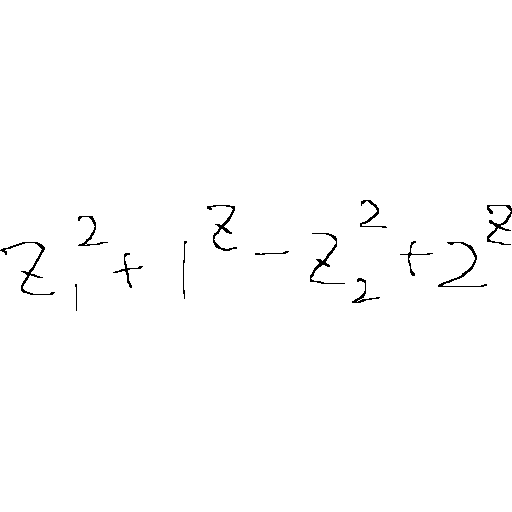 z_1^2 + 1^z - z_2^2 + 2^z